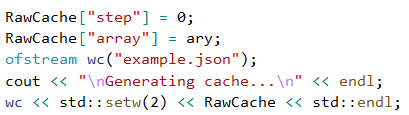 RawCache["step"] = 0;
RawCache["array"] = ary;
ofstream wc("example.json");
cout << "\nGenerating cache...\n" << endl;
wc << std::setw(2) << RawCache << std::endl;